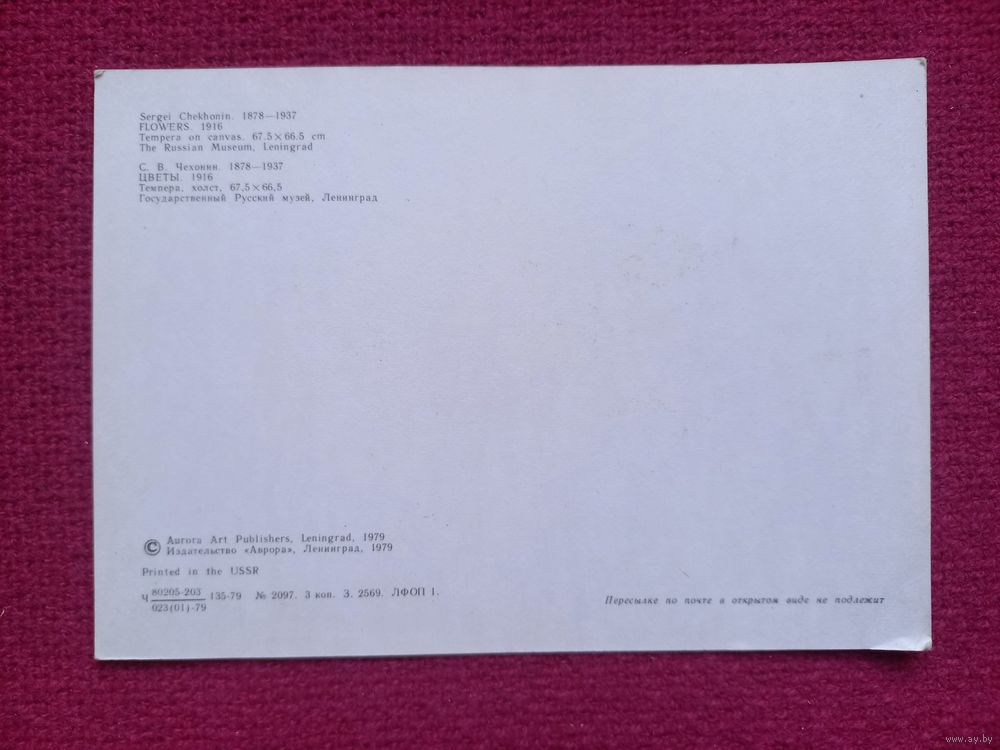 Sergei Chekhonin. 1878—1937
FLOWERS. 1916
Tempera on canvas. 67.5×66.5 cm
The Russian Museum, Leningrad
С. В. Чехонин. 1878—1937
ЦВЕТЫ. 1916
Темпера, холст, 67,5×66,5
Государственный Русский музей, Ленинград
© Aurora Art Publishers, Leningrad, 1979
Издательство «Аврора», Ленинград, 1979
Printed in the USSR
Ч 80205-203 / 023(01)-79 135-79 № 2097. 3 коп. З. 2569. ЛФОП 1.
Пересылке по почте в открытом виде не подлежит
www.ay.by